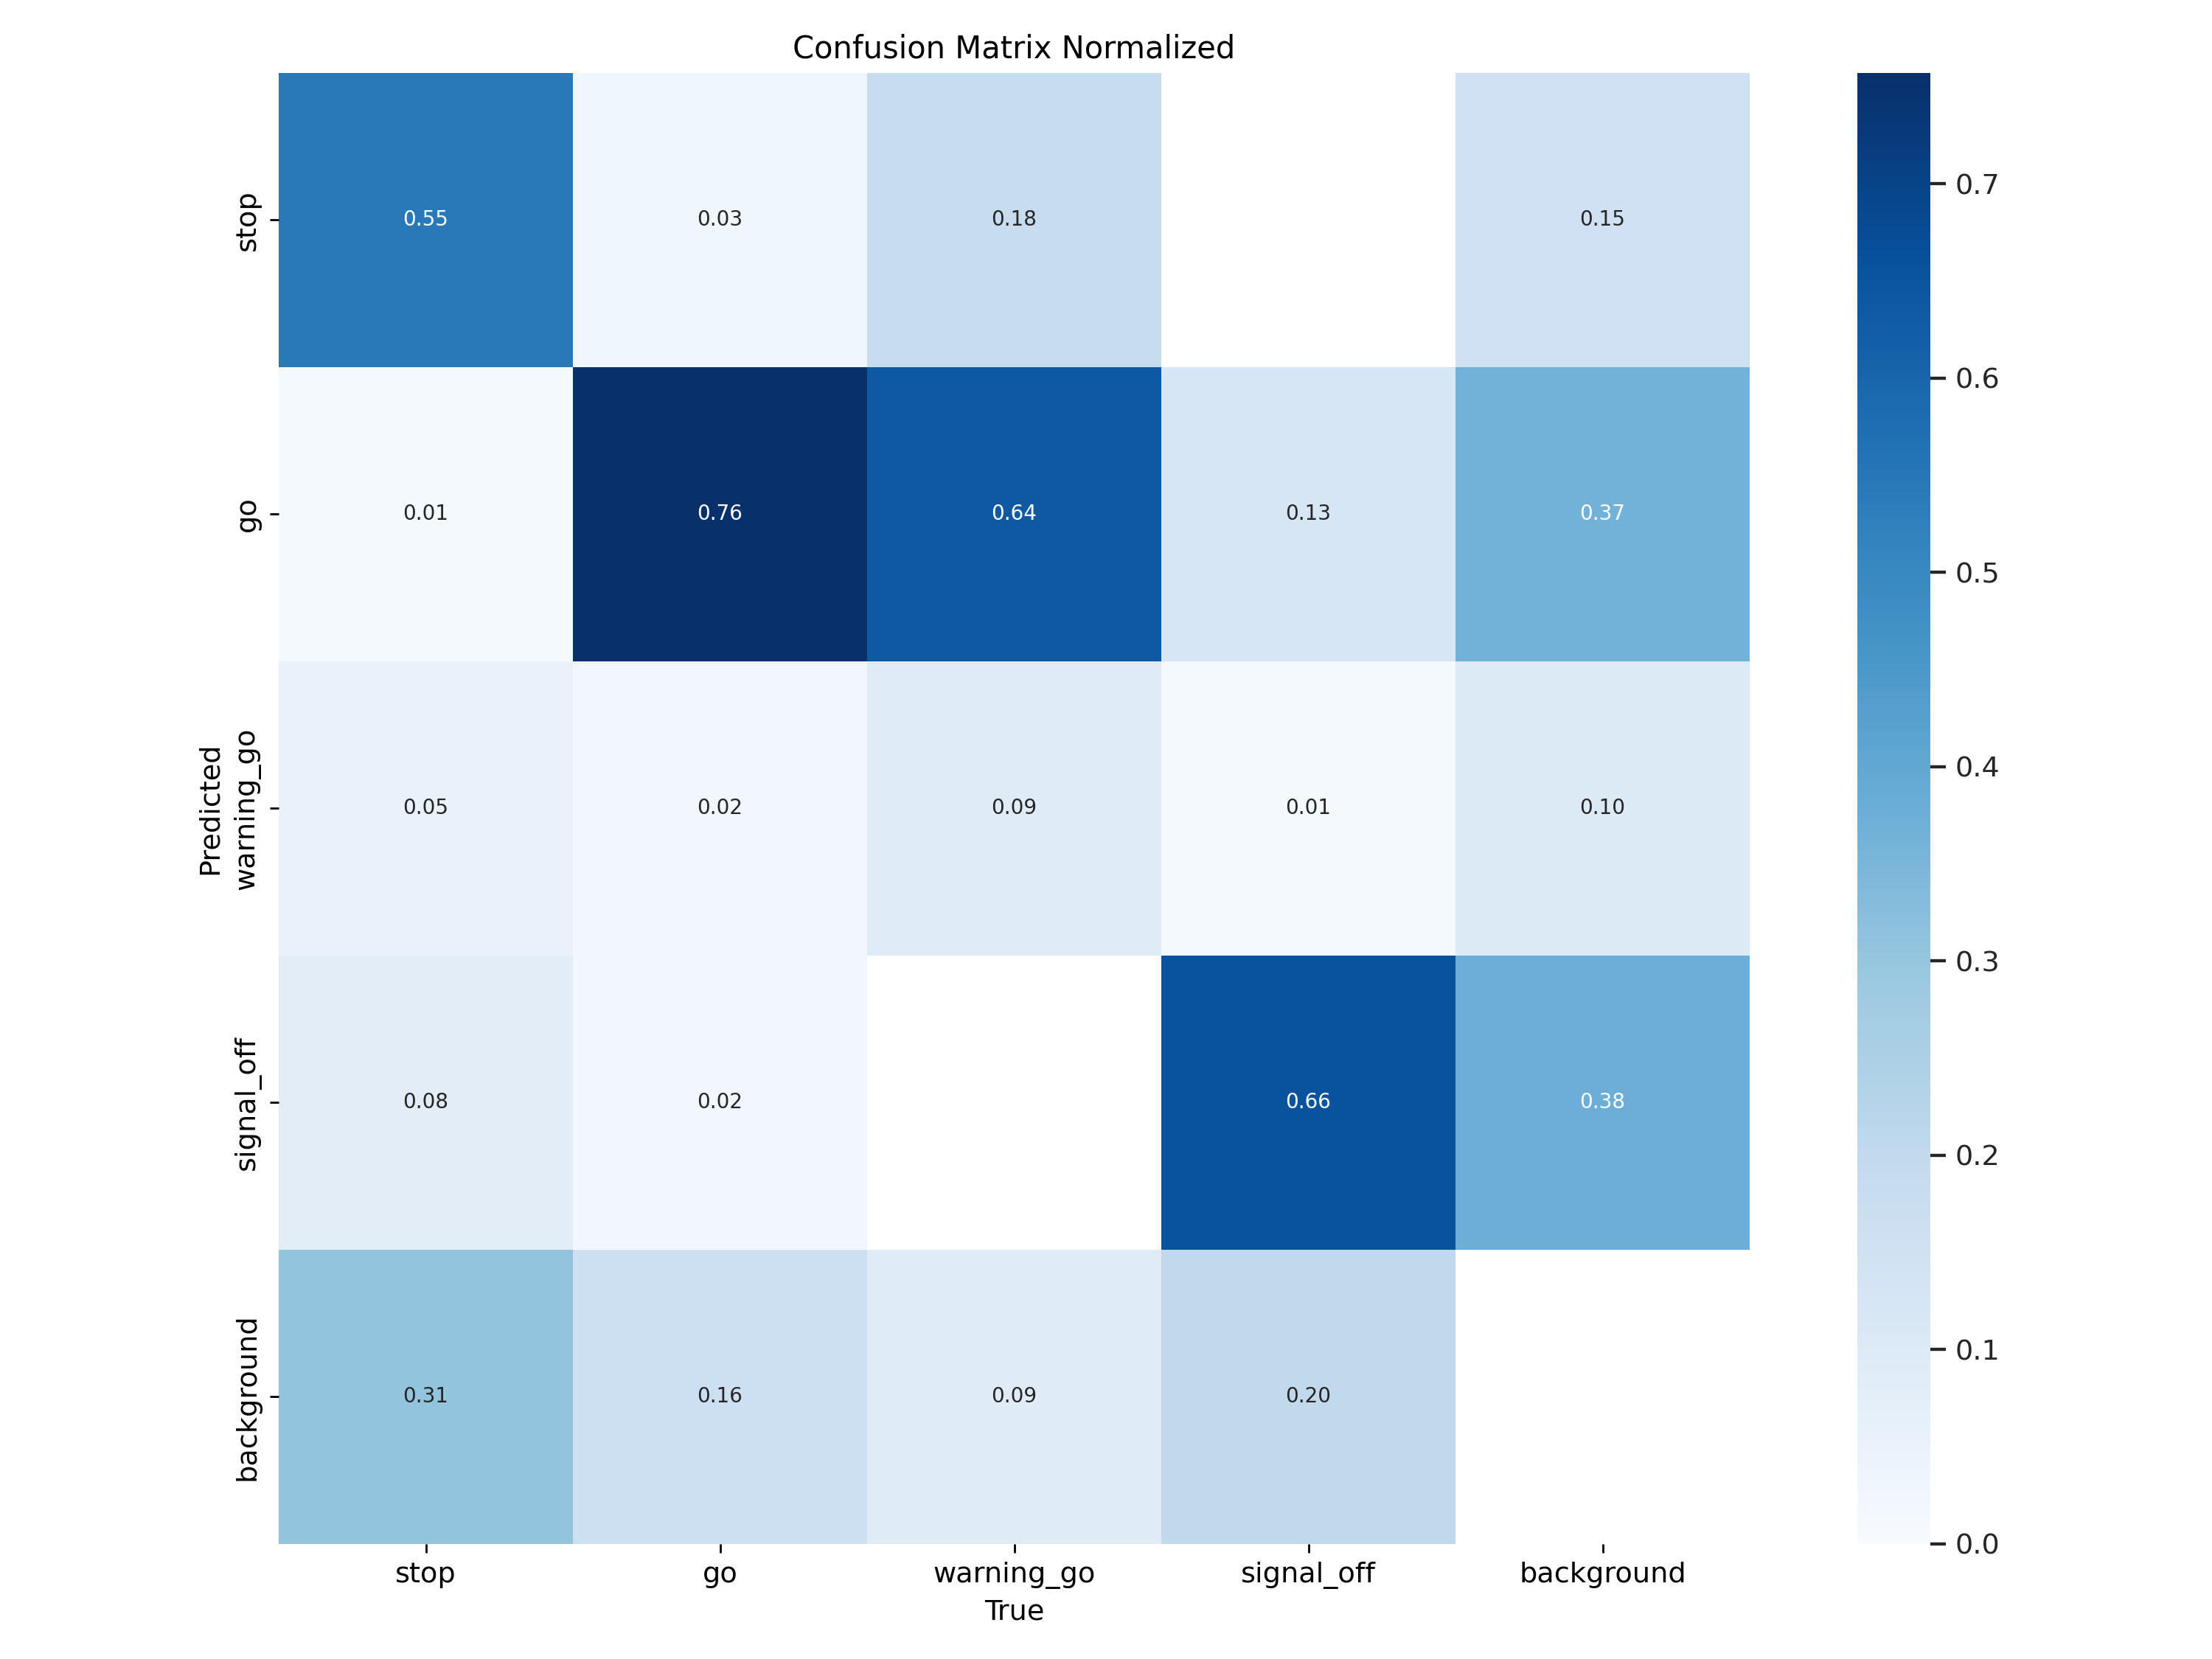 Confusion Matrix Normalized
stop 0.55 0.03 0.18 0.15
go 0.01 0.76 0.64 0.13 0.37
warning_go 0.05 0.02 0.09 0.01 0.10
signal_off 0.08 0.02 0.66 0.38
background 0.31 0.16 0.09 0.20
Predicted
stop go warning_go signal_off background
True
0.7
0.6
0.5
0.4
0.3
0.2
0.1
0.0